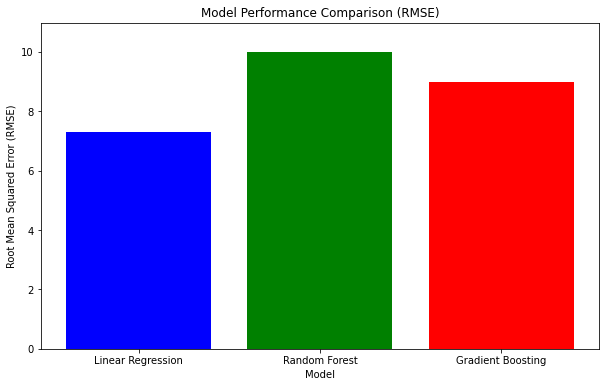 Model Performance Comparison (RMSE)
Root Mean Squared Error (RMSE)
10
8
6
4
2
0
Linear Regression
Random Forest
Gradient Boosting
Model